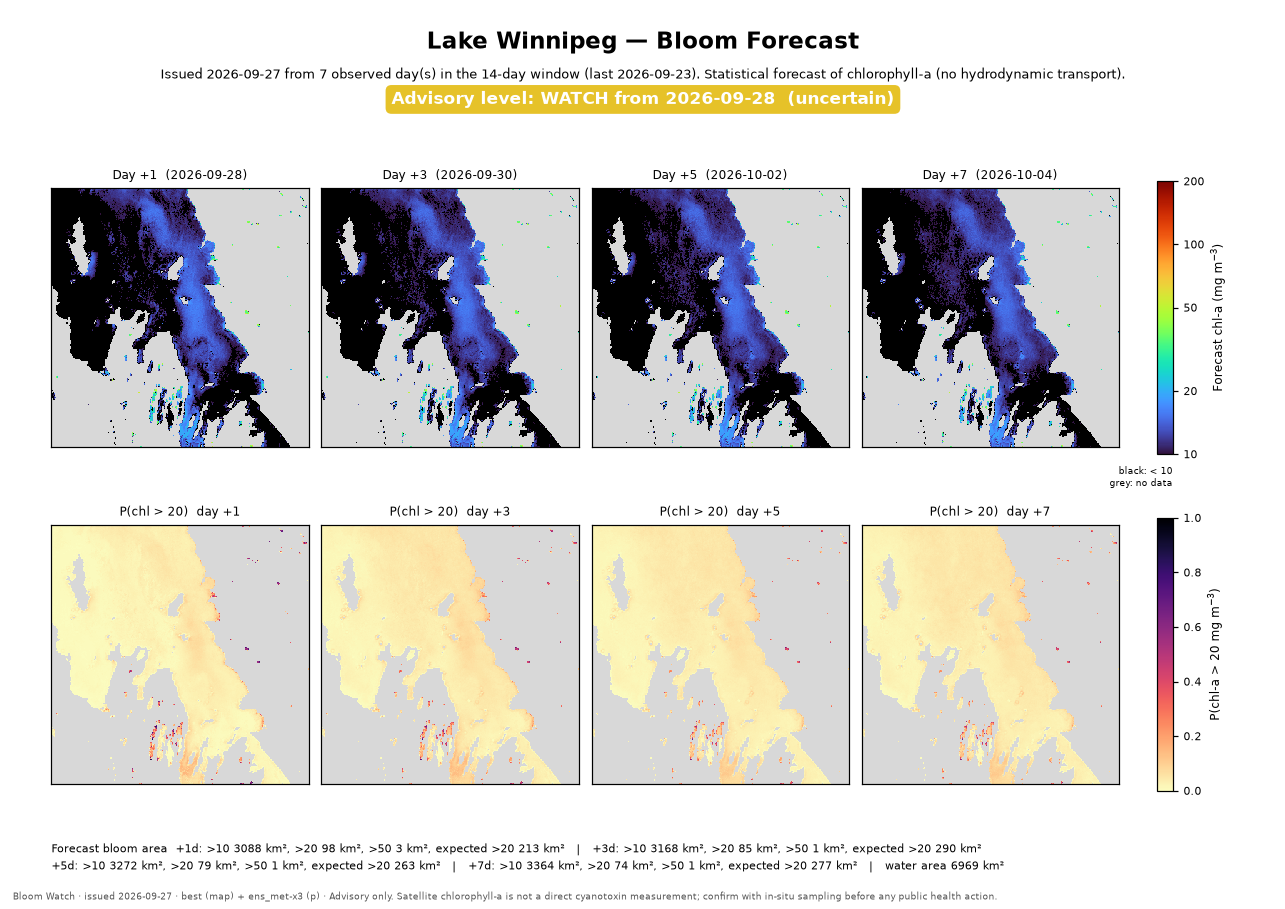 Lake Winnipeg — Bloom Forecast
Issued 2026-09-27 from 7 observed day(s) in the 14-day window (last 2026-09-23). Statistical forecast of chlorophyll-a (no hydrodynamic transport).
Advisory level: WATCH from 2026-09-28 (uncertain)
Day +1 (2026-09-28)
Day +3 (2026-09-30)
Day +5 (2026-10-02)
Day +7 (2026-10-04)
200
100
50
20
10
Forecast chl-a (mg m⁻³)
black: < 10
grey: no data
P(chl > 20) day +1
P(chl > 20) day +3
P(chl > 20) day +5
P(chl > 20) day +7
1.0
0.8
0.6
0.4
0.2
0.0
P(chl-a > 20 mg m⁻³)
Forecast bloom area +1d: >10 3088 km², >20 98 km², >50 3 km², expected >20 213 km² | +3d: >10 3168 km², >20 85 km², >50 1 km², expected >20 290 km²
+5d: >10 3272 km², >20 79 km², >50 1 km², expected >20 263 km² | +7d: >10 3364 km², >20 74 km², >50 1 km², expected >20 277 km² | water area 6969 km²
Bloom Watch · issued 2026-09-27 · best (map) + ens_met-x3 (p) · Advisory only. Satellite chlorophyll-a is not a direct cyanotoxin measurement; confirm with in-situ sampling before any public health action.